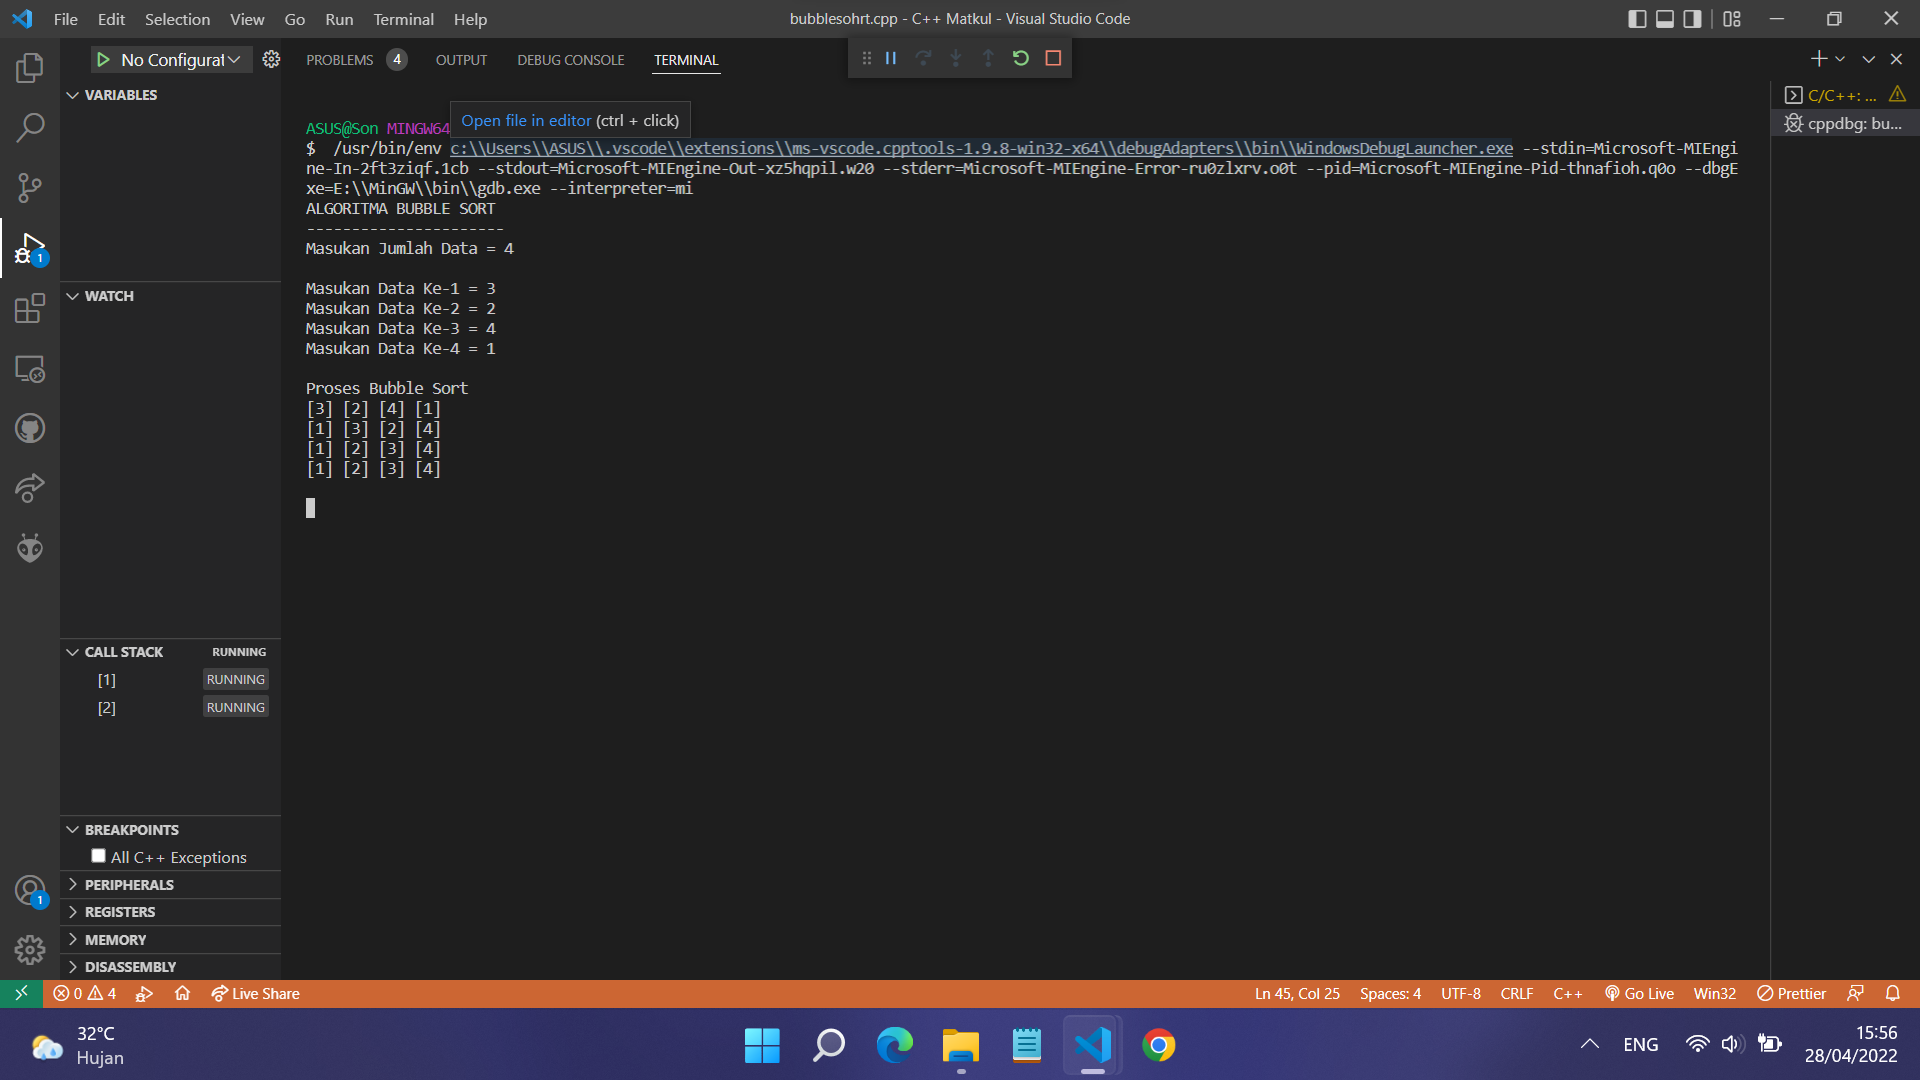 File Edit Selection View Go Run Terminal Help
bubblesohrt.cpp - C++ Matkul - Visual Studio Code
No Configurat
PROBLEMS 4 OUTPUT DEBUG CONSOLE TERMINAL
VARIABLES
WATCH
CALL STACK RUNNING
[1] RUNNING
[2] RUNNING
BREAKPOINTS
All C++ Exceptions
PERIPHERALS
REGISTERS
MEMORY
DISASSEMBLY
Open file in editor (ctrl + click)
ASUS@Son MINGW64
$  /usr/bin/env c:\\Users\\ASUS\\.vscode\\extensions\\ms-vscode.cpptools-1.9.8-win32-x64\\debugAdapters\\bin\\WindowsDebugLauncher.exe --stdin=Microsoft-MIEngi
ne-In-2ft3ziqf.1cb --stdout=Microsoft-MIEngine-Out-xz5hqpil.w20 --stderr=Microsoft-MIEngine-Error-ru0zlxrv.o0t --pid=Microsoft-MIEngine-Pid-thnafioh.q0o --dbgE
xe=E:\\MinGW\\bin\\gdb.exe --interpreter=mi
ALGORITMA BUBBLE SORT
----------------------
Masukan Jumlah Data = 4
Masukan Data Ke-1 = 3
Masukan Data Ke-2 = 2
Masukan Data Ke-3 = 4
Masukan Data Ke-4 = 1
Proses Bubble Sort
[3] [2] [4] [1]
[1] [3] [2] [4]
[1] [2] [3] [4]
[1] [2] [3] [4]
C/C++: ...
cppdbg: bu...
1
1
0 4 Live Share
Ln 45, Col 25 Spaces: 4 UTF-8 CRLF C++ Go Live Win32 Prettier
32°C
Hujan
ENG
15:56
28/04/2022